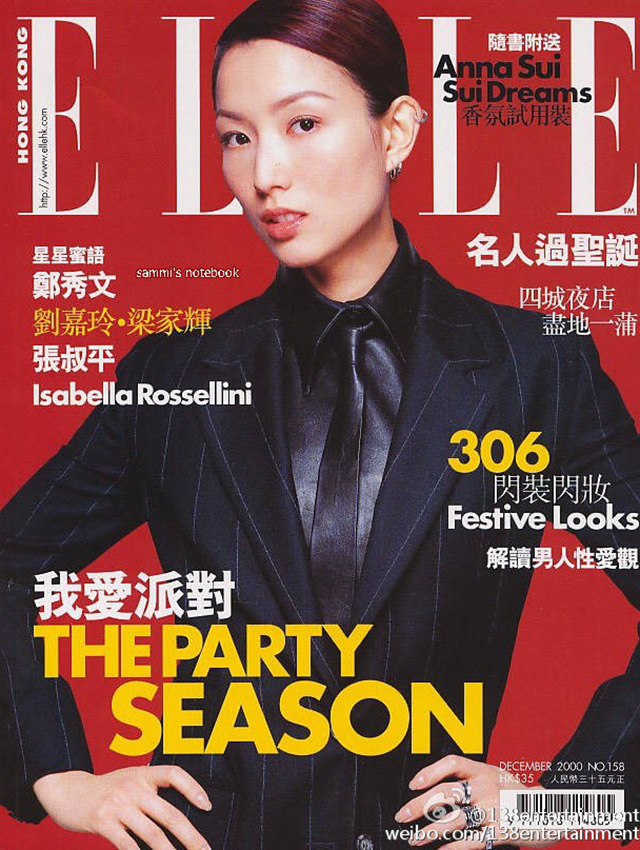 HONG KONG
ELLE
™
http://www.ellehk.com
隨書附送
Anna Sui
Sui Dreams
香氛試用裝
星星蜜語
鄭秀文
sammi's notebook
劉嘉玲•梁家輝
張叔平
Isabella Rossellini
名人過聖誕
四城夜店
盡地一蒲
306
閃裝閃妝
Festive Looks
解讀男人性愛觀
我愛派對
THE PARTY
SEASON
DECEMBER 2000 NO.158
HK$35 人民幣三十五元正
@138entertainment
weibo.com/138entertainment